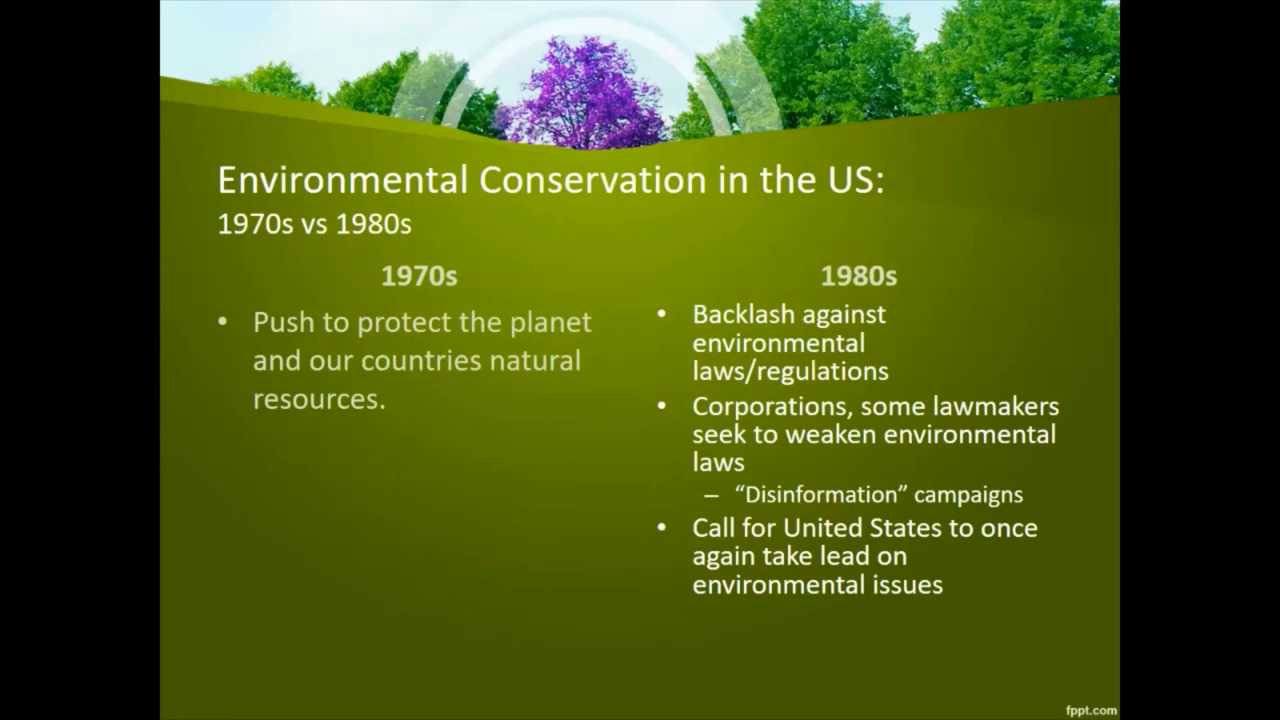 Environmental Conservation in the US:
1970s vs 1980s
1970s
• Push to protect the planet
and our countries natural
resources.
1980s
• Backlash against
environmental
laws/regulations
• Corporations, some lawmakers
seek to weaken environmental
laws
– “Disinformation” campaigns
• Call for United States to once
again take lead on
environmental issues
fppt.com